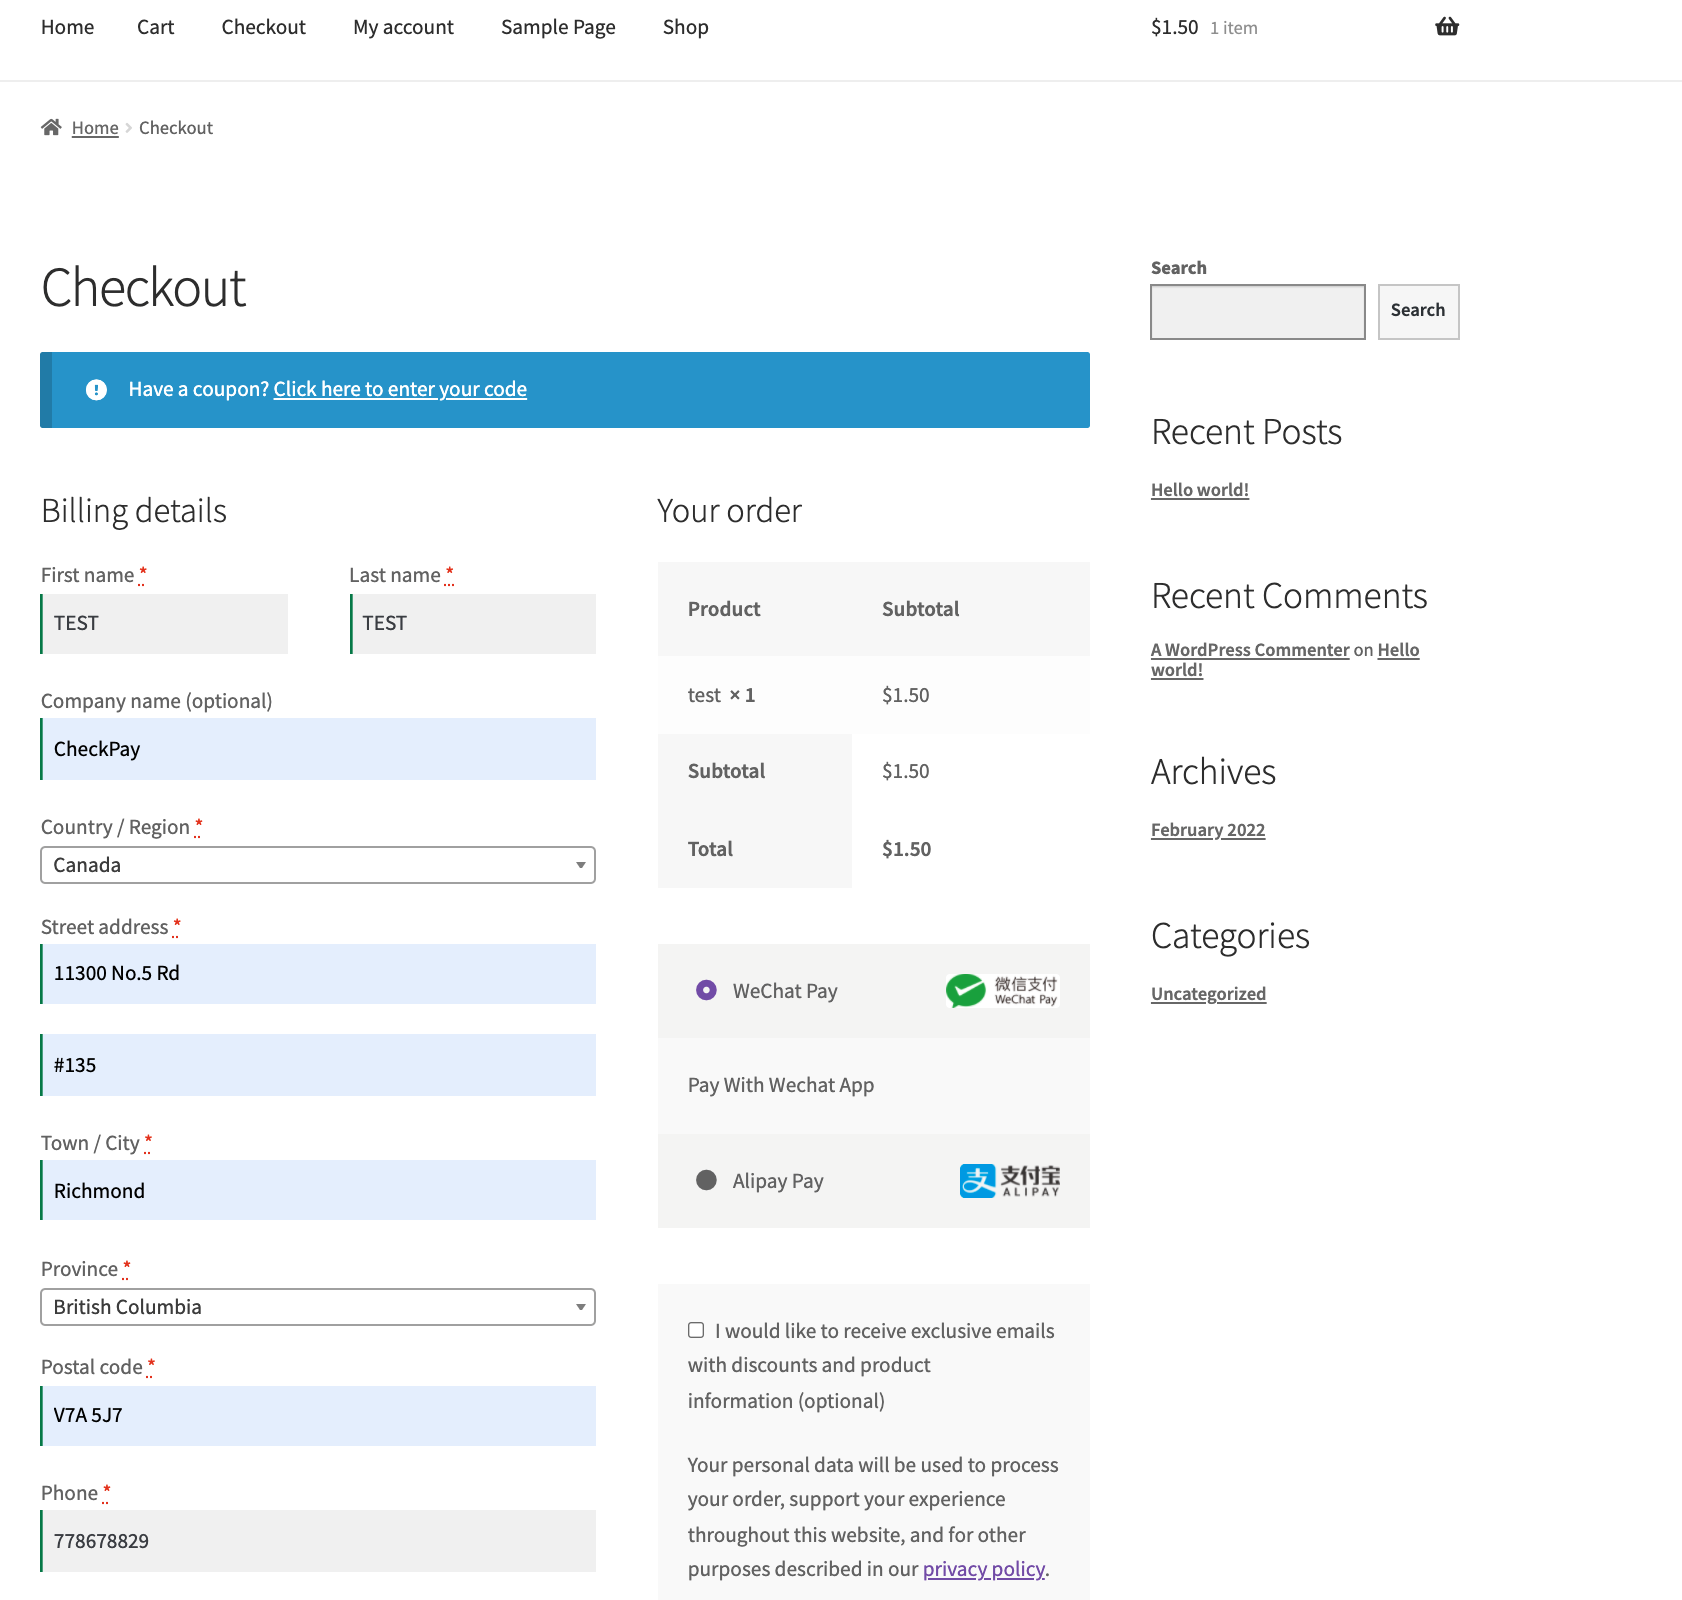 Home Cart Checkout My account Sample Page Shop $1.50 1 item
Home Checkout
Checkout
Have a coupon? Click here to enter your code
Billing details
First name * Last name *
TEST TEST
Company name (optional)
CheckPay
Country / Region *
Canada
Street address *
11300 No.5 Rd
#135
Town / City *
Richmond
Province *
British Columbia
Postal code *
V7A 5J7
Phone *
778678829
Your order
Product Subtotal
test × 1 $1.50
Subtotal $1.50
Total $1.50
WeChat Pay 微信支付
WeChat Pay
Pay With Wechat App
Alipay Pay 支 支付宝
ALIPAY
I would like to receive exclusive emails
with discounts and product
information (optional)
Your personal data will be used to process
your order, support your experience
throughout this website, and for other
purposes described in our privacy policy.
Search
Search
Recent Posts
Hello world!
Recent Comments
A WordPress Commenter on Hello
world!
Archives
February 2022
Categories
Uncategorized